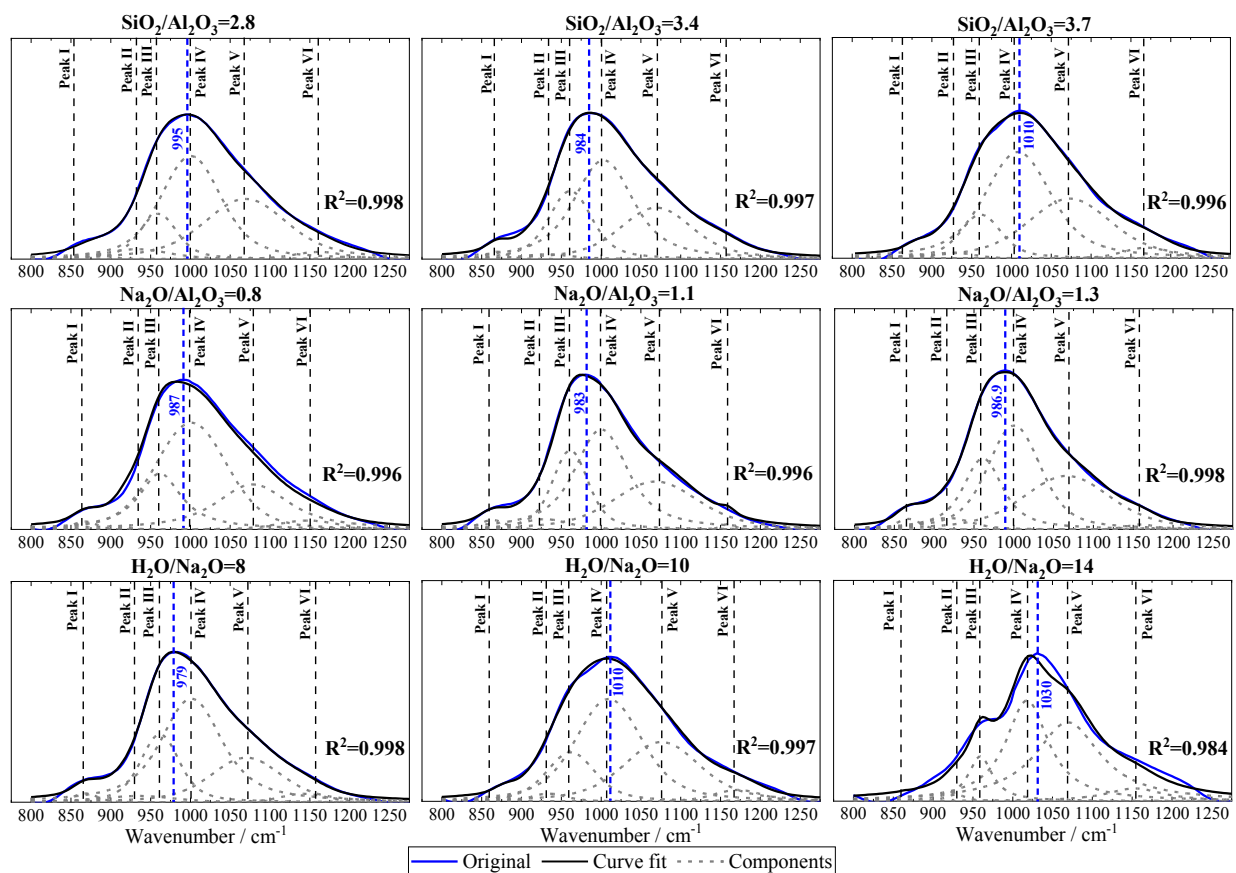 SiO₂/Al₂O₃=2.8
SiO₂/Al₂O₃=3.4
SiO₂/Al₂O₃=3.7
Peak I
Peak II
Peak III
Peak IV
Peak V
Peak VI
995
R²=0.998
800 850 900 950 1000 1050 1100 1150 1200 1250
Peak I
Peak II
Peak III
Peak IV
Peak V
Peak VI
984
R²=0.997
800 850 900 950 1000 1050 1100 1150 1200 1250
Peak I
Peak II
Peak III
Peak IV
Peak V
Peak VI
1010
R²=0.996
800 850 900 950 1000 1050 1100 1150 1200 1250
Na₂O/Al₂O₃=0.8
Na₂O/Al₂O₃=1.1
Na₂O/Al₂O₃=1.3
Peak I
Peak II
Peak III
Peak IV
Peak V
Peak VI
987
R²=0.996
800 850 900 950 1000 1050 1100 1150 1200 1250
Peak I
Peak II
Peak III
Peak IV
Peak V
Peak VI
983
R²=0.996
800 850 900 950 1000 1050 1100 1150 1200 1250
Peak I
Peak II
Peak III
Peak IV
Peak V
Peak VI
986.9
R²=0.998
800 850 900 950 1000 1050 1100 1150 1200 1250
H₂O/Na₂O=8
H₂O/Na₂O=10
H₂O/Na₂O=14
Peak I
Peak II
Peak III
Peak IV
Peak V
Peak VI
979
R²=0.998
800 850 900 950 1000 1050 1100 1150 1200 1250
Wavenumber / cm⁻¹
Peak I
Peak II
Peak III
Peak IV
Peak V
Peak VI
1010
R²=0.997
800 850 900 950 1000 1050 1100 1150 1200 1250
Wavenumber / cm⁻¹
Peak I
Peak II
Peak III
Peak IV
Peak V
Peak VI
1030
R²=0.984
800 850 900 950 1000 1050 1100 1150 1200 1250
Wavenumber / cm⁻¹
Original Curve fit Components